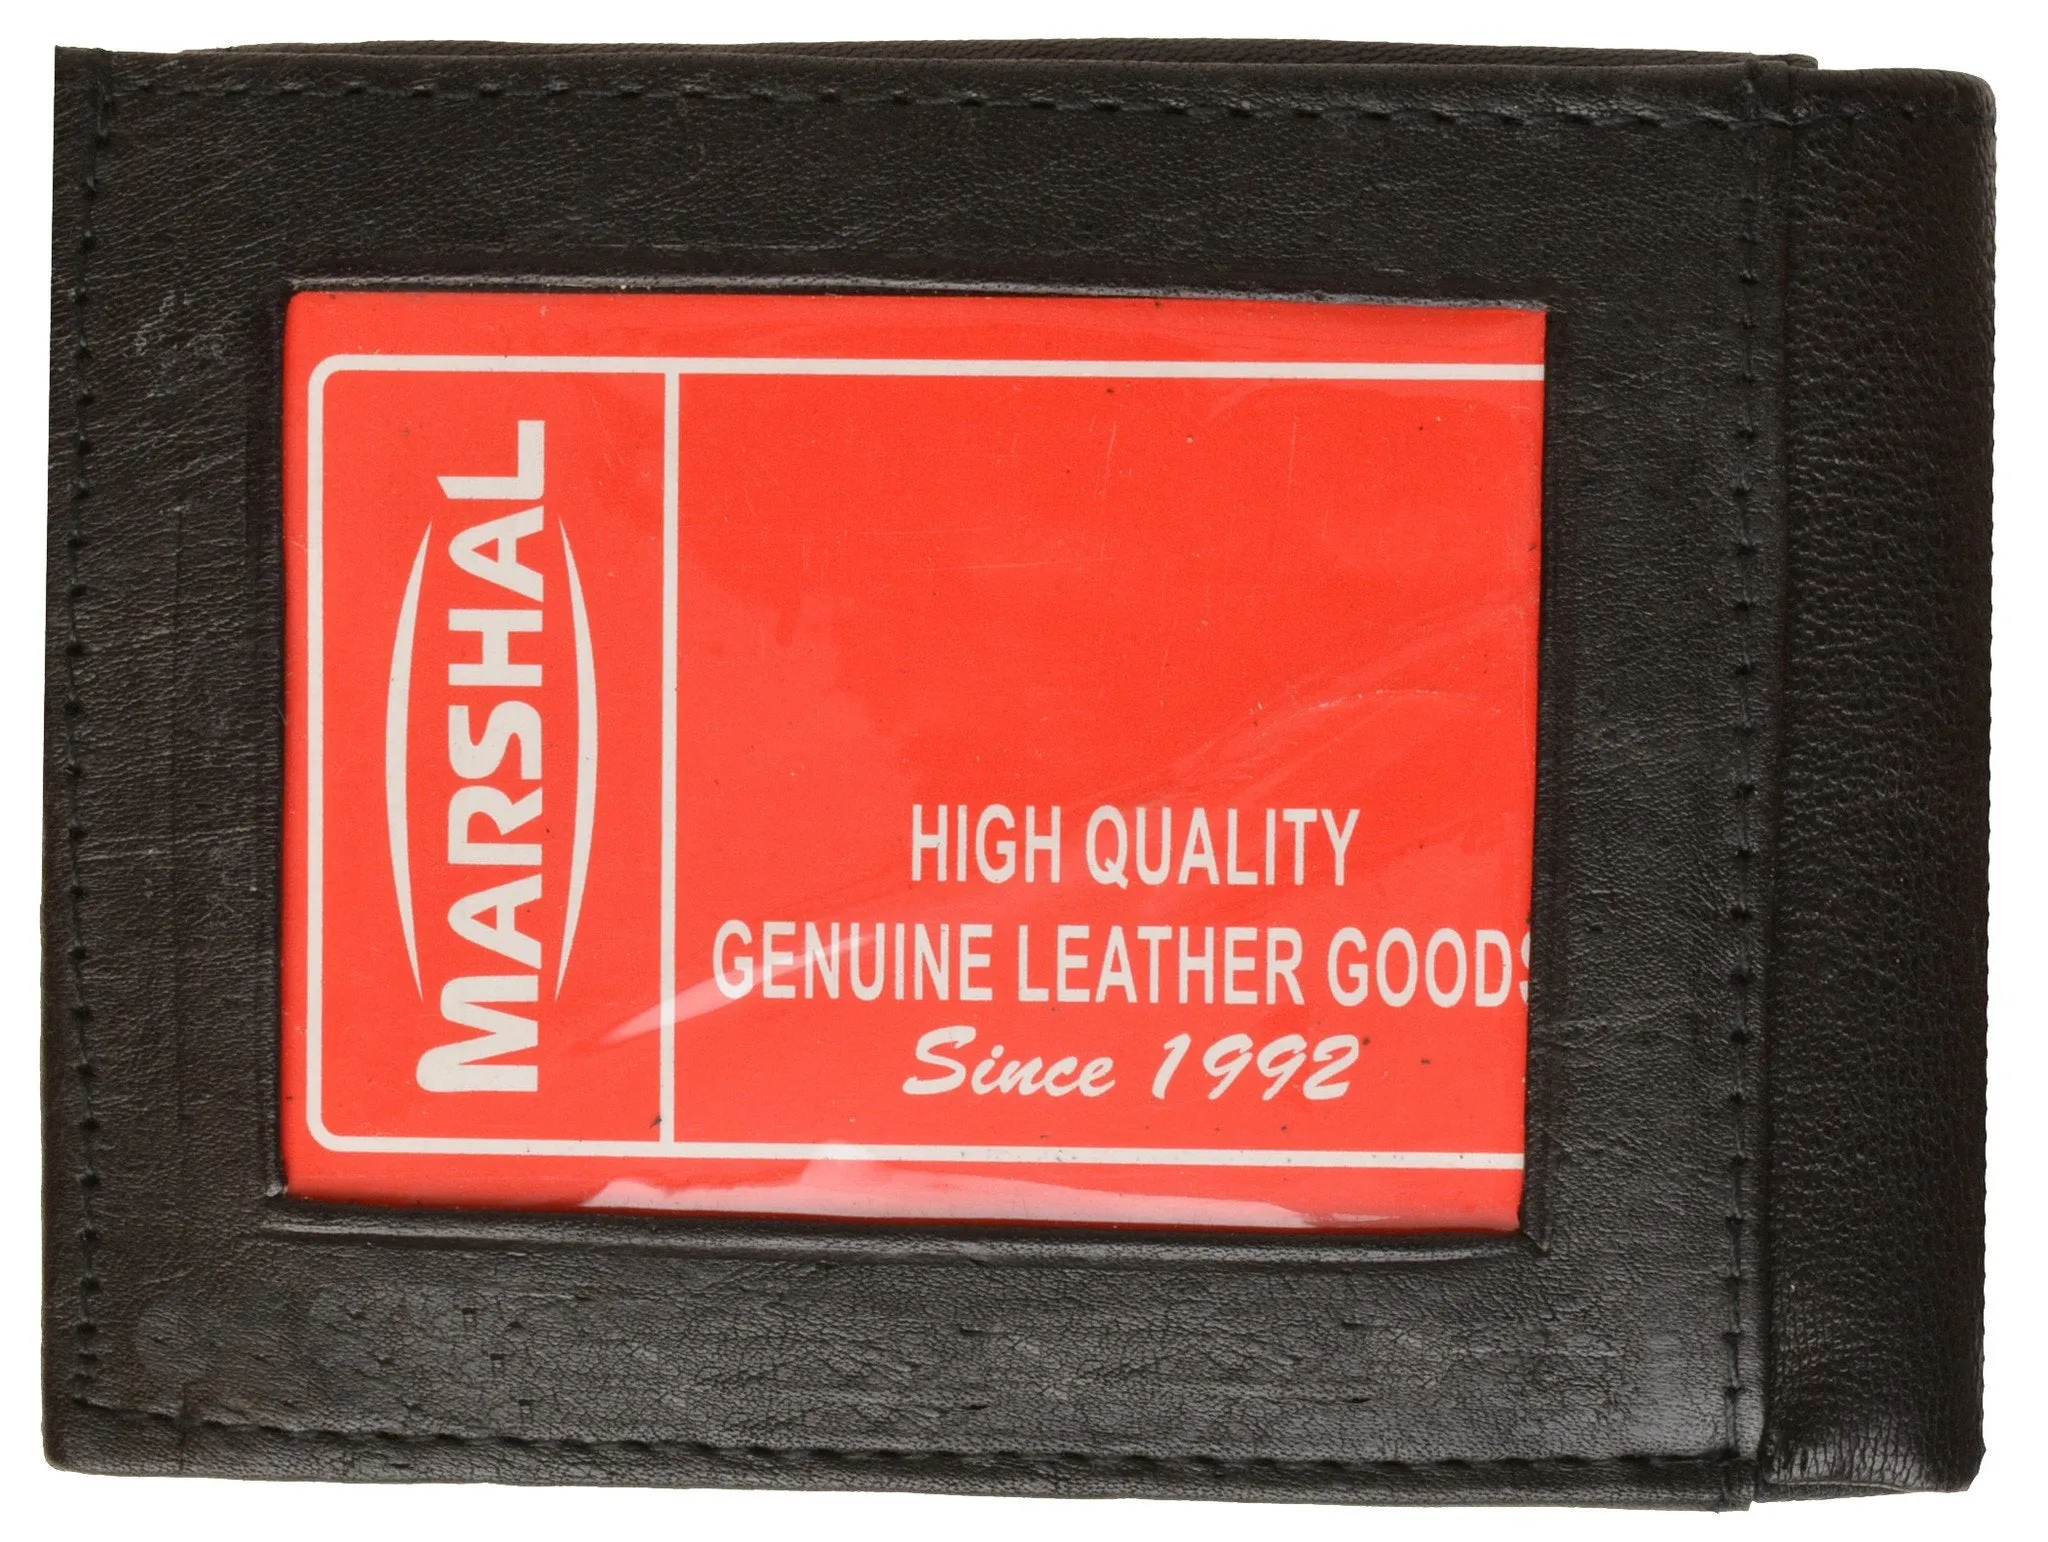 MARSHAL
HIGH QUALITY
GENUINE LEATHER GOODS
Since 1992